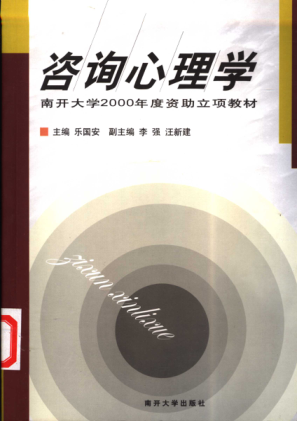 咨询心理学
南开大学2000年度资助立项教材
主编 乐国安 副主编 李 强 汪新建
zixun xinlixue
南开大学出版社